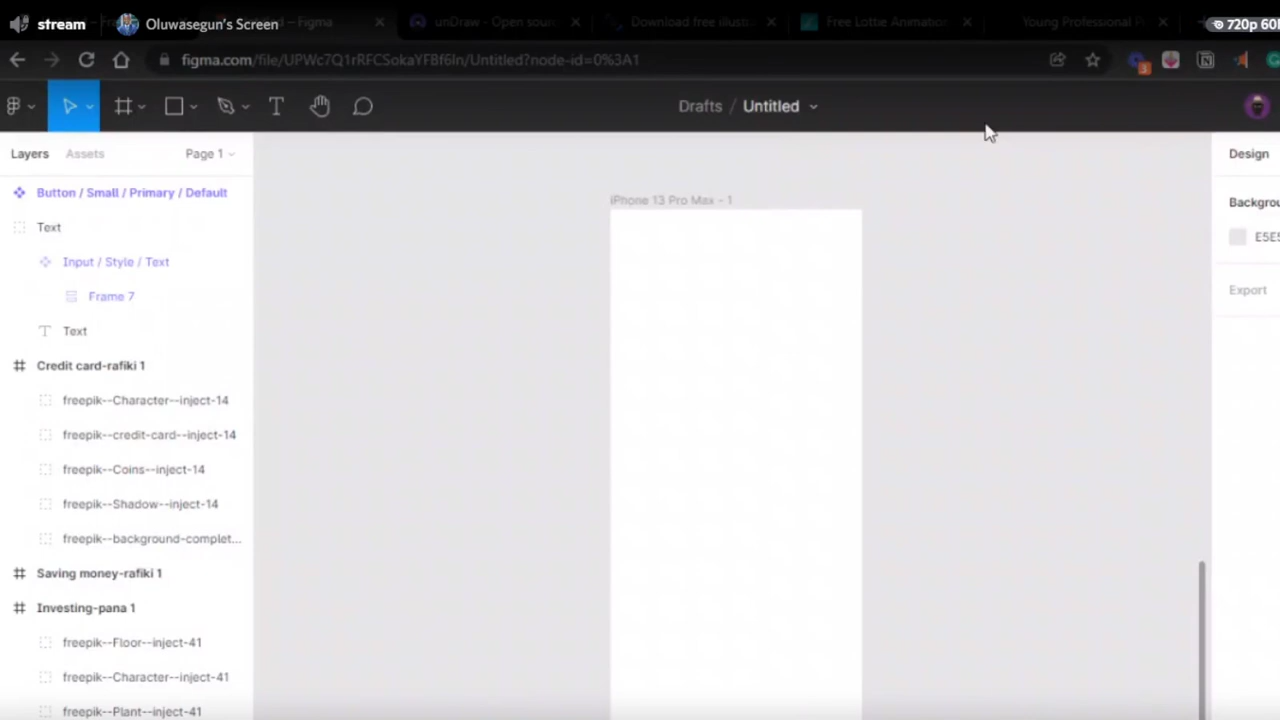 stream Oluwasegun's Screen – Figma unDraw - Open sour Download free illustr Free Lottie Animation Young Professional P 720p 60
figma.com/file/UPWc7Q1rRFCSokaYFBf6ln/Untitled?node-id=0%3A1 3
Drafts / Untitled
Layers Assets Page 1 Design
Button / Small / Primary / Default
iPhone 13 Pro Max - 1
Backgrou
Text
E5E5
Input / Style / Text
Export
Frame 7
Text
Credit card-rafiki 1
freepik--Character--inject-14
freepik--credit-card--inject-14
freepik--Coins--inject-14
freepik--Shadow--inject-14
freepik--background-complet...
Saving money-rafiki 1
Investing-pana 1
freepik--Floor--inject-41
freepik--Character--inject-41
freepik--Plant--inject-41